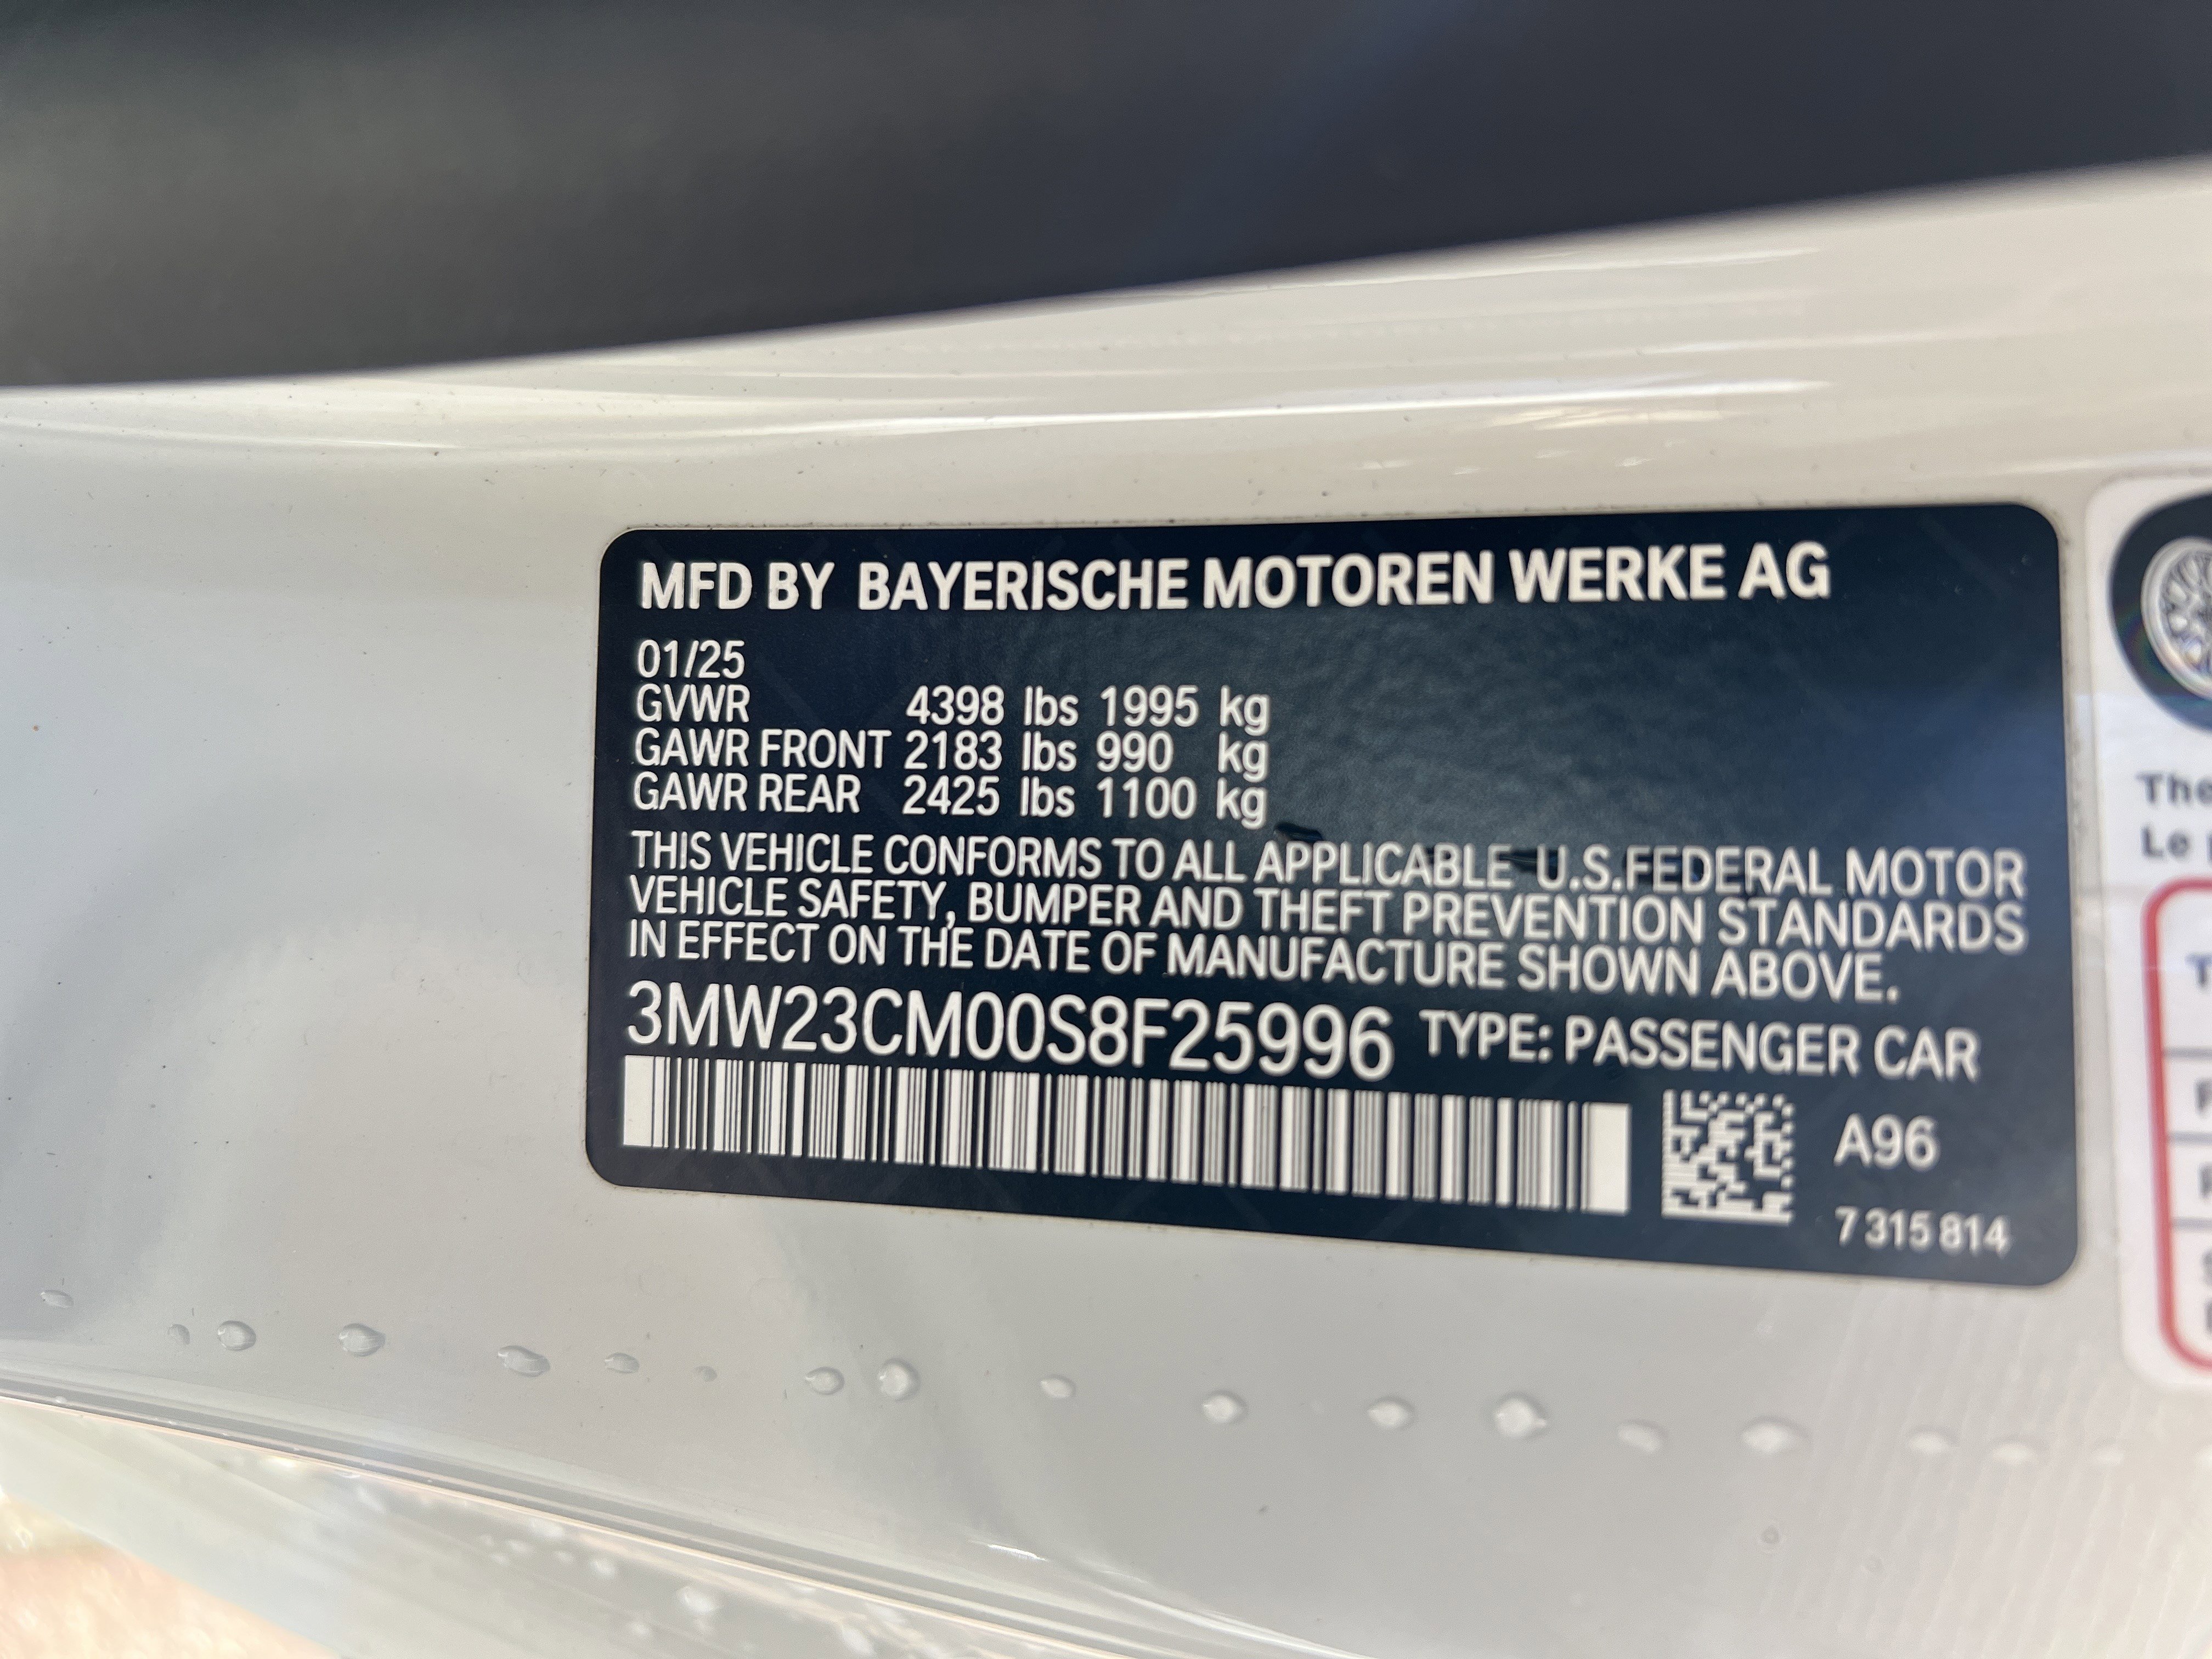 MFD BY BAYERISCHE MOTOREN WERKE AG
01/25
GVWR 4398 lbs 1995 kg
GAWR FRONT 2183 lbs 990 kg
GAWR REAR 2425 lbs 1100 kg
THIS VEHICLE CONFORMS TO ALL APPLICABLE U.S.FEDERAL MOTOR
VEHICLE SAFETY, BUMPER AND THEFT PREVENTION STANDARDS
IN EFFECT ON THE DATE OF MANUFACTURE SHOWN ABOVE.
3MW23CM00S8F25996 TYPE: PASSENGER CAR
A96
7 315 814
The
Le